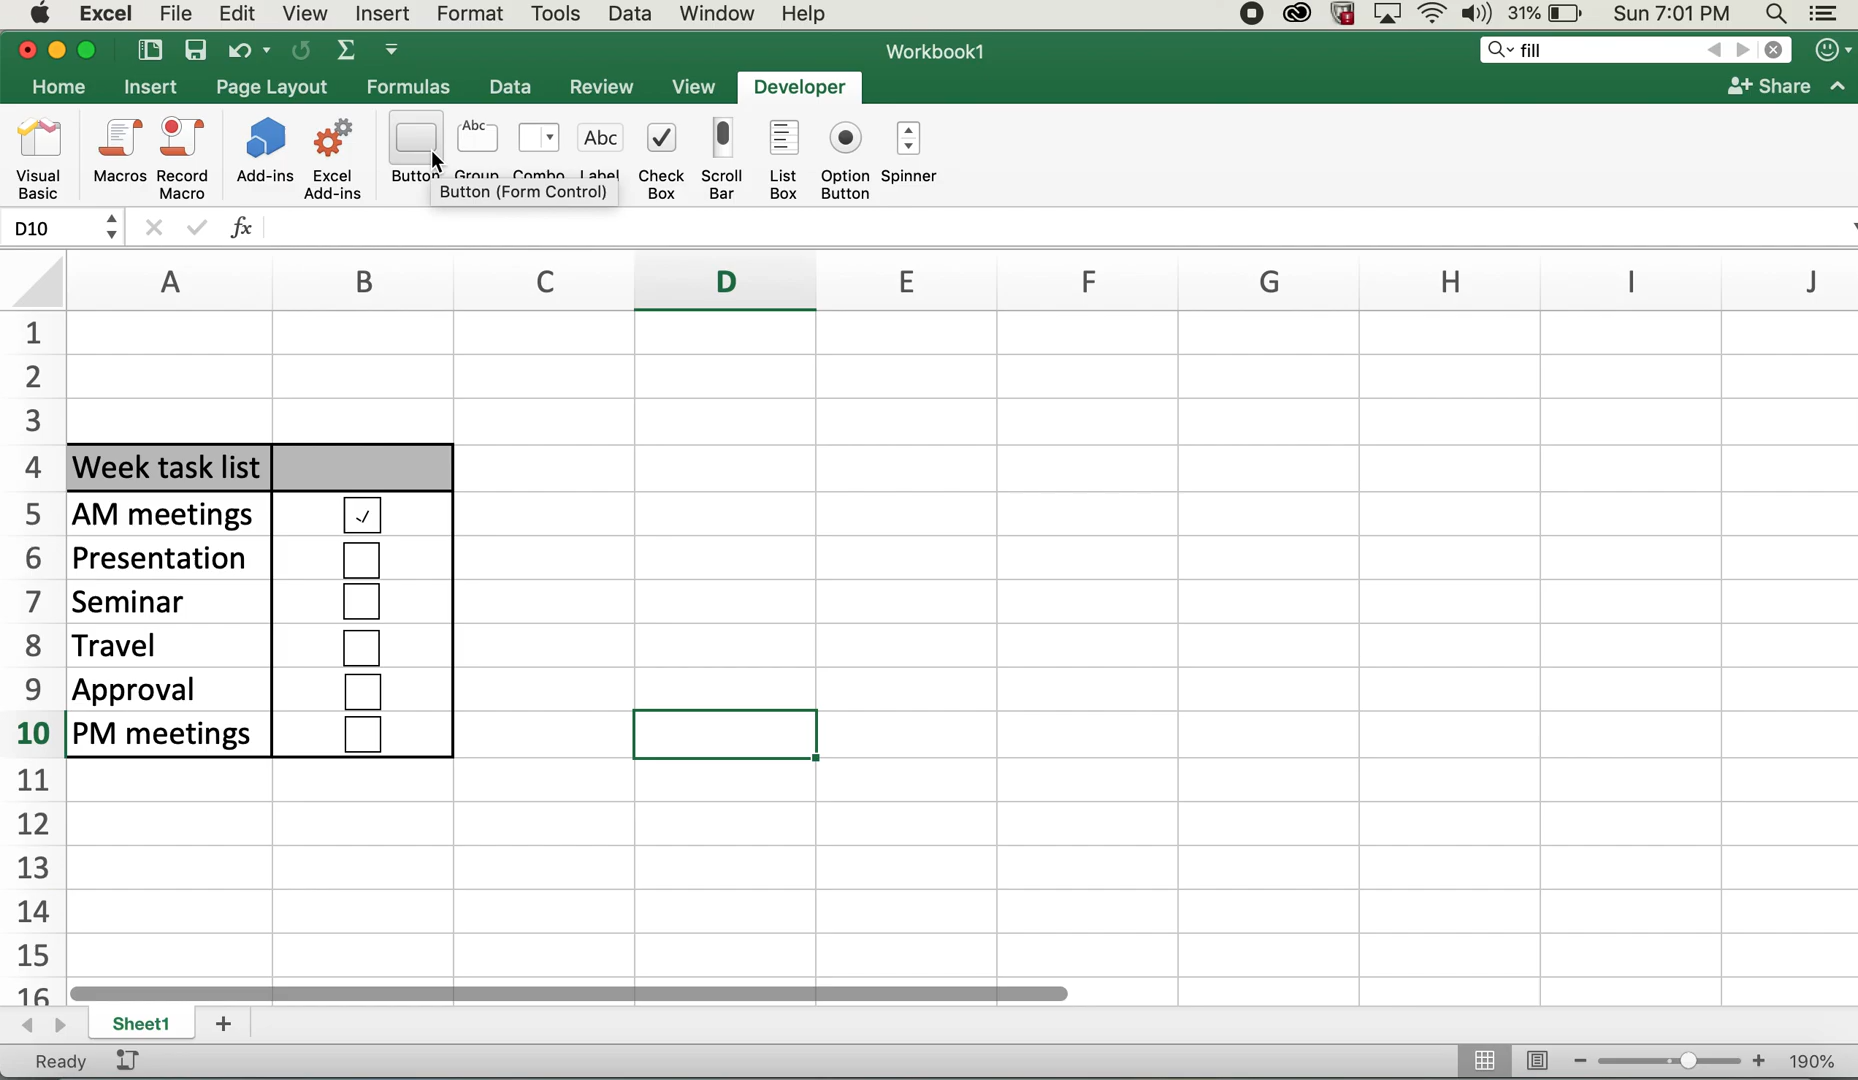 Excel File Edit View Insert Format Tools Data Window Help 31% Sun 7:01 PM
Workbook1 fill
Home Insert Page Layout Formulas Data Review View Developer Share
Abc Abc
Visual Basic Macros Record Macro Add-ins Excel Add-ins Button Group Combo Label Check Box Scroll Bar List Box Option Button Spinner
Button (Form Control)
D10 fx
A B C D E F G H I J
1
2
3
4 Week task list
5 AM meetings
6 Presentation
7 Seminar
8 Travel
9 Approval
10 PM meetings
11
12
13
14
15
16
Sheet1 +
Ready 190%